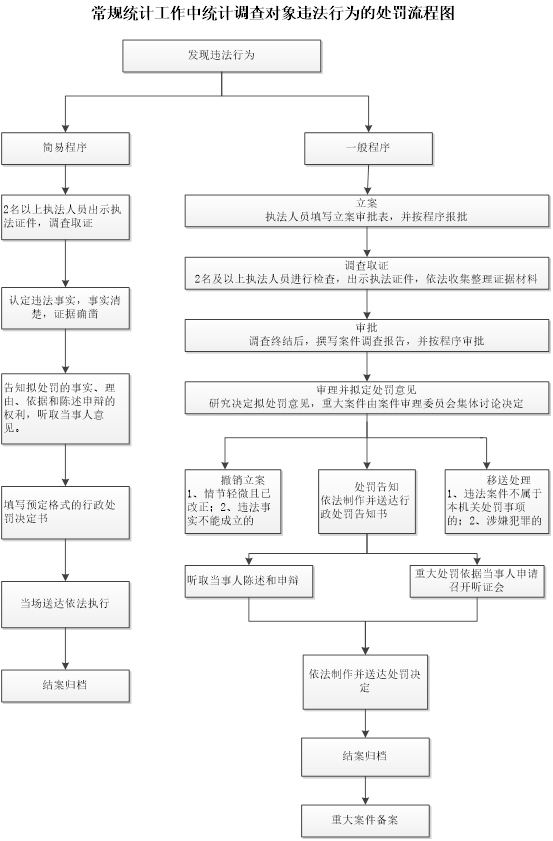 常规统计工作中统计调查对象违法行为的处罚流程图
发现违法行为
简易程序
2名以上执法人员出示执
法证件，调查取证
认定违法事实，事实清
楚，证据确凿
告知拟处罚的事实、理
由、依据和陈述申辩的
权利，听取当事人意
见。
填写预定格式的行政处
罚决定书
当场送达依法执行
结案归档
一般程序
立案
执法人员填写立案审批表，并按程序报批
调查取证
2名及以上执法人员进行检查，出示执法证件，依法收集整理证据材料
审批
调查终结后，撰写案件调查报告，并按程序审批
审理并拟定处罚意见
研究决定拟处罚意见，重大案件由案件审理委员会集体讨论决定
撤销立案
1、情节轻微且已
改正；2、违法事
实不能成立的
处罚告知
依法制作并送达行
政处罚告知书
移送处理
1、违法案件不属于
本机关处罚事项
的；2、涉嫌犯罪的
听取当事人陈述和申辩
重大处罚依据当事人申请
召开听证会
依法制作并送达处罚决
定
结案归档
重大案件备案